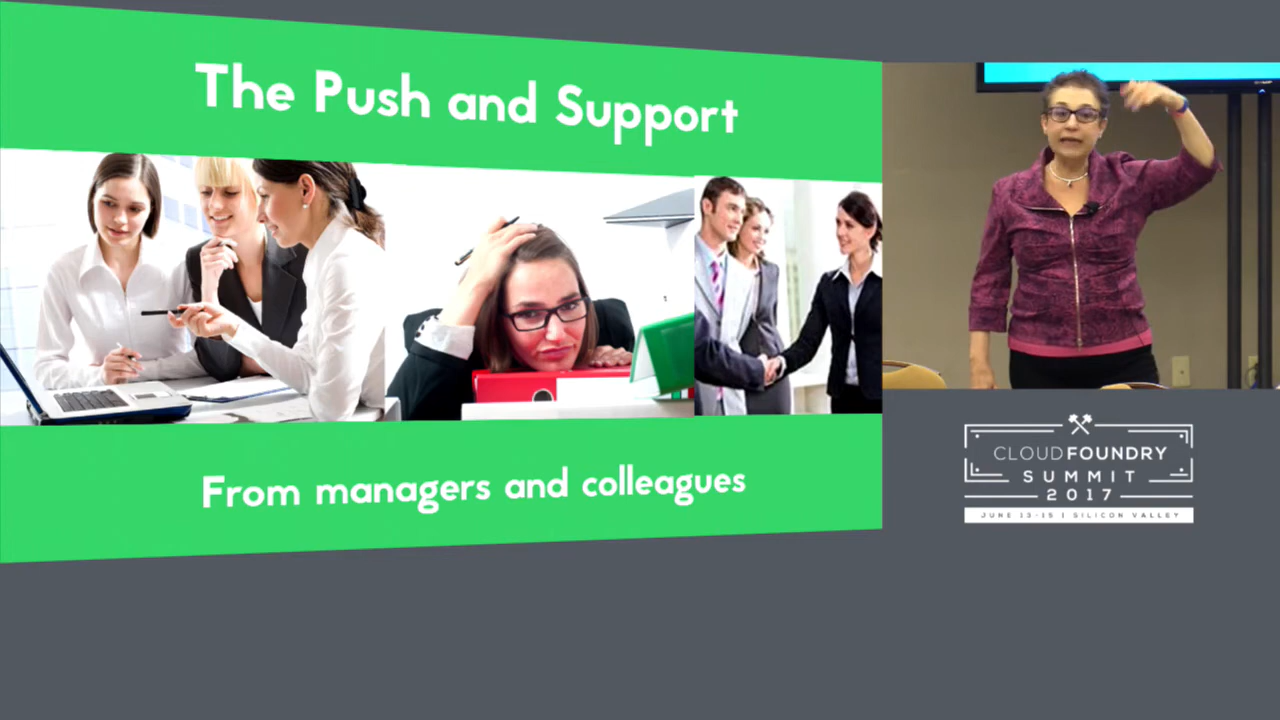 The Push and Support
From managers and colleagues
CLOUDFOUNDRY
SUMMIT
2017
JUNE 13-15 | SILICON VALLEY